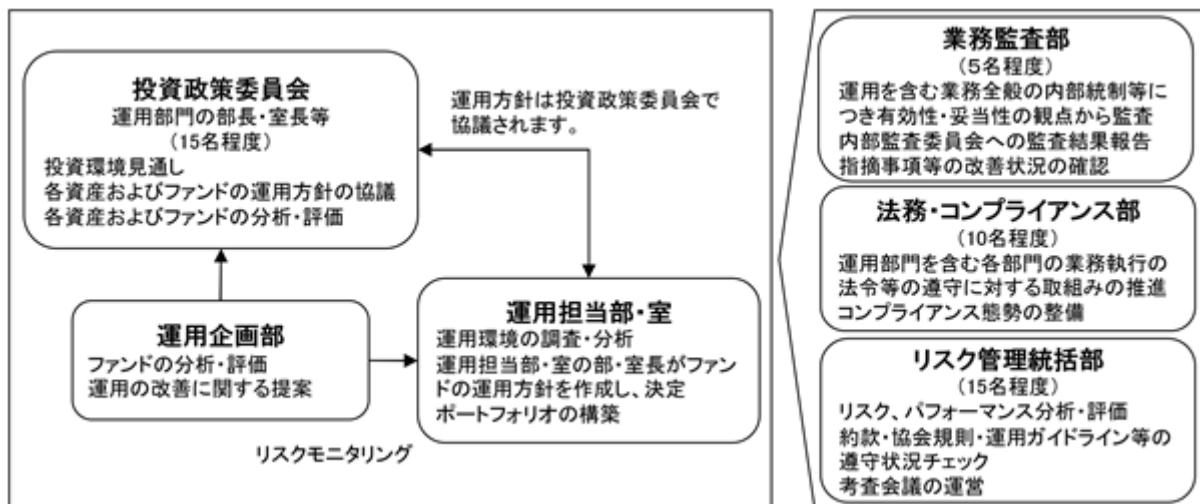 投資政策委員会
運用部門の部長・室長等
(15名程度)
投資環境見通し
各資産およびファンドの運用方針の協議
各資産およびファンドの分析・評価
運用方針は投資政策委員会で
協議されます。
運用企画部
ファンドの分析・評価
運用の改善に関する提案
運用担当部・室
運用環境の調査・分析
運用担当部・室の部・室長がファン
ドの運用方針を作成し、決定
ポートフォリオの構築
リスクモニタリング
業務監査部
(5名程度)
運用を含む業務全般の内部統制等に
つき有効性・妥当性の観点から監査
内部監査委員会への監査結果報告
指摘事項等の改善状況の確認
法務・コンプライアンス部
(10名程度)
運用部門を含む各部門の業務執行の
法令等の遵守に対する取組みの推進
コンプライアンス態勢の整備
リスク管理統括部
(15名程度)
リスク、パフォーマンス分析・評価
約款・協会規則・運用ガイドライン等の
遵守状況チェック
考査会議の運営